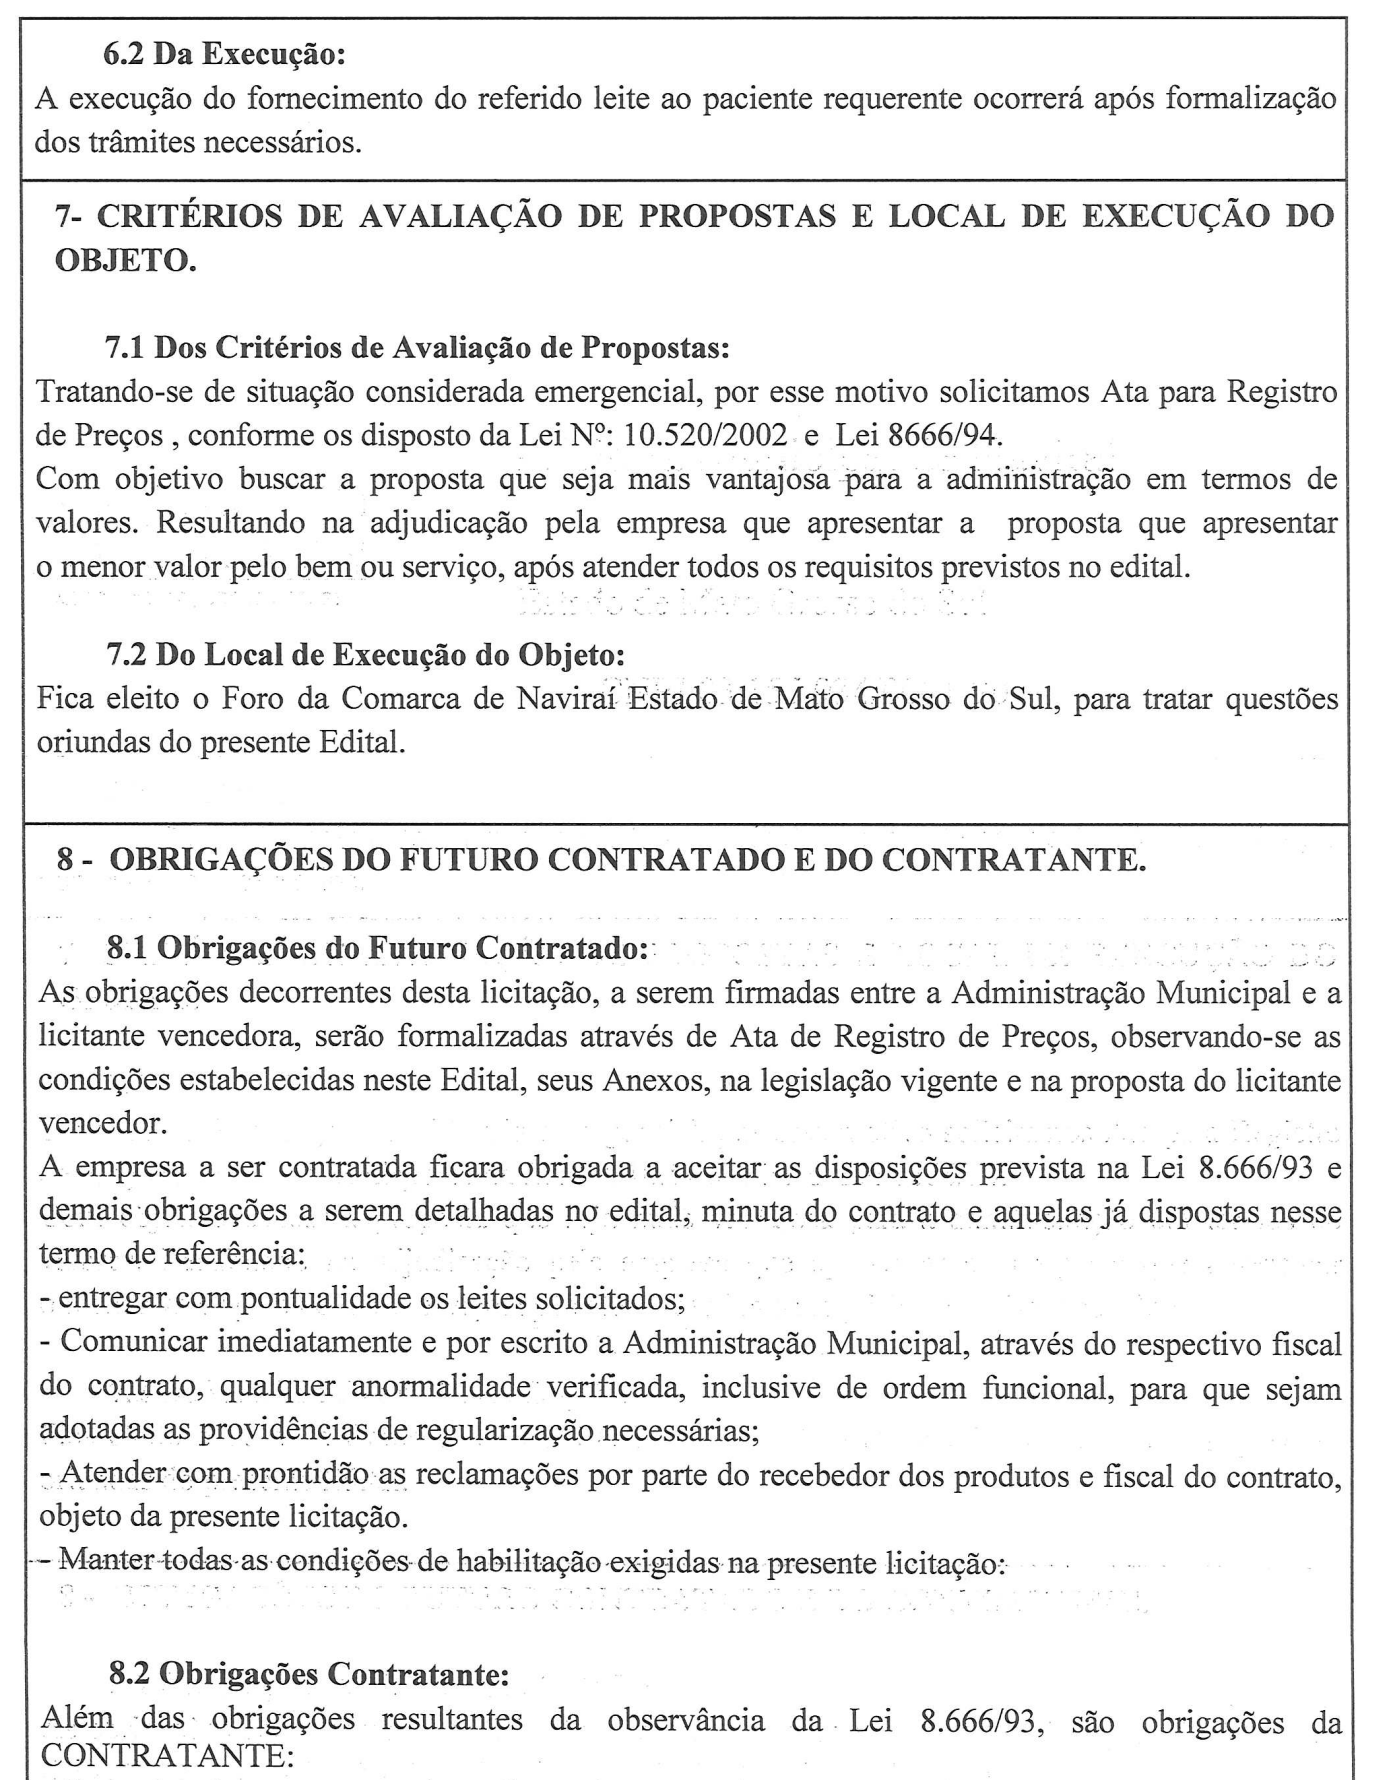 6.2 Da Execução:
A execução do fornecimento do referido leite ao paciente requerente ocorrerá após formalização
dos trâmites necessários.
7- CRITÉRIOS DE AVALIAÇÃO DE PROPOSTAS E LOCAL DE EXECUÇÃO DO
OBJETO.
7.1 Dos Critérios de Avaliação de Propostas:
Tratando-se de situação considerada emergencial, por esse motivo solicitamos Ata para Registro
de Preços , conforme os disposto da Lei Nº: 10.520/2002 e Lei 8666/94.
Com objetivo buscar a proposta que seja mais vantajosa para a administração em termos de
valores. Resultando na adjudicação pela empresa que apresentar a proposta que apresentar
o menor valor pelo bem ou serviço, após atender todos os requisitos previstos no edital.
7.2 Do Local de Execução do Objeto:
Fica eleito o Foro da Comarca de Naviraí Estado de Mato Grosso do Sul, para tratar questões
oriundas do presente Edital.
8 - OBRIGAÇÕES DO FUTURO CONTRATADO E DO CONTRATANTE.
8.1 Obrigações do Futuro Contratado:
As obrigações decorrentes desta licitação, a serem firmadas entre a Administração Municipal e a
licitante vencedora, serão formalizadas através de Ata de Registro de Preços, observando-se as
condições estabelecidas neste Edital, seus Anexos, na legislação vigente e na proposta do licitante
vencedor.
A empresa a ser contratada ficara obrigada a aceitar as disposições prevista na Lei 8.666/93 e
demais obrigações a serem detalhadas no edital, minuta do contrato e aquelas já dispostas nesse
termo de referência:
- entregar com pontualidade os leites solicitados;
- Comunicar imediatamente e por escrito a Administração Municipal, através do respectivo fiscal
do contrato, qualquer anormalidade verificada, inclusive de ordem funcional, para que sejam
adotadas as providências de regularização necessárias;
- Atender com prontidão as reclamações por parte do recebedor dos produtos e fiscal do contrato,
objeto da presente licitação.
- Manter todas as condições de habilitação exigidas na presente licitação:
8.2 Obrigações Contratante:
Além das obrigações resultantes da observância da Lei 8.666/93, são obrigações da
CONTRATANTE: